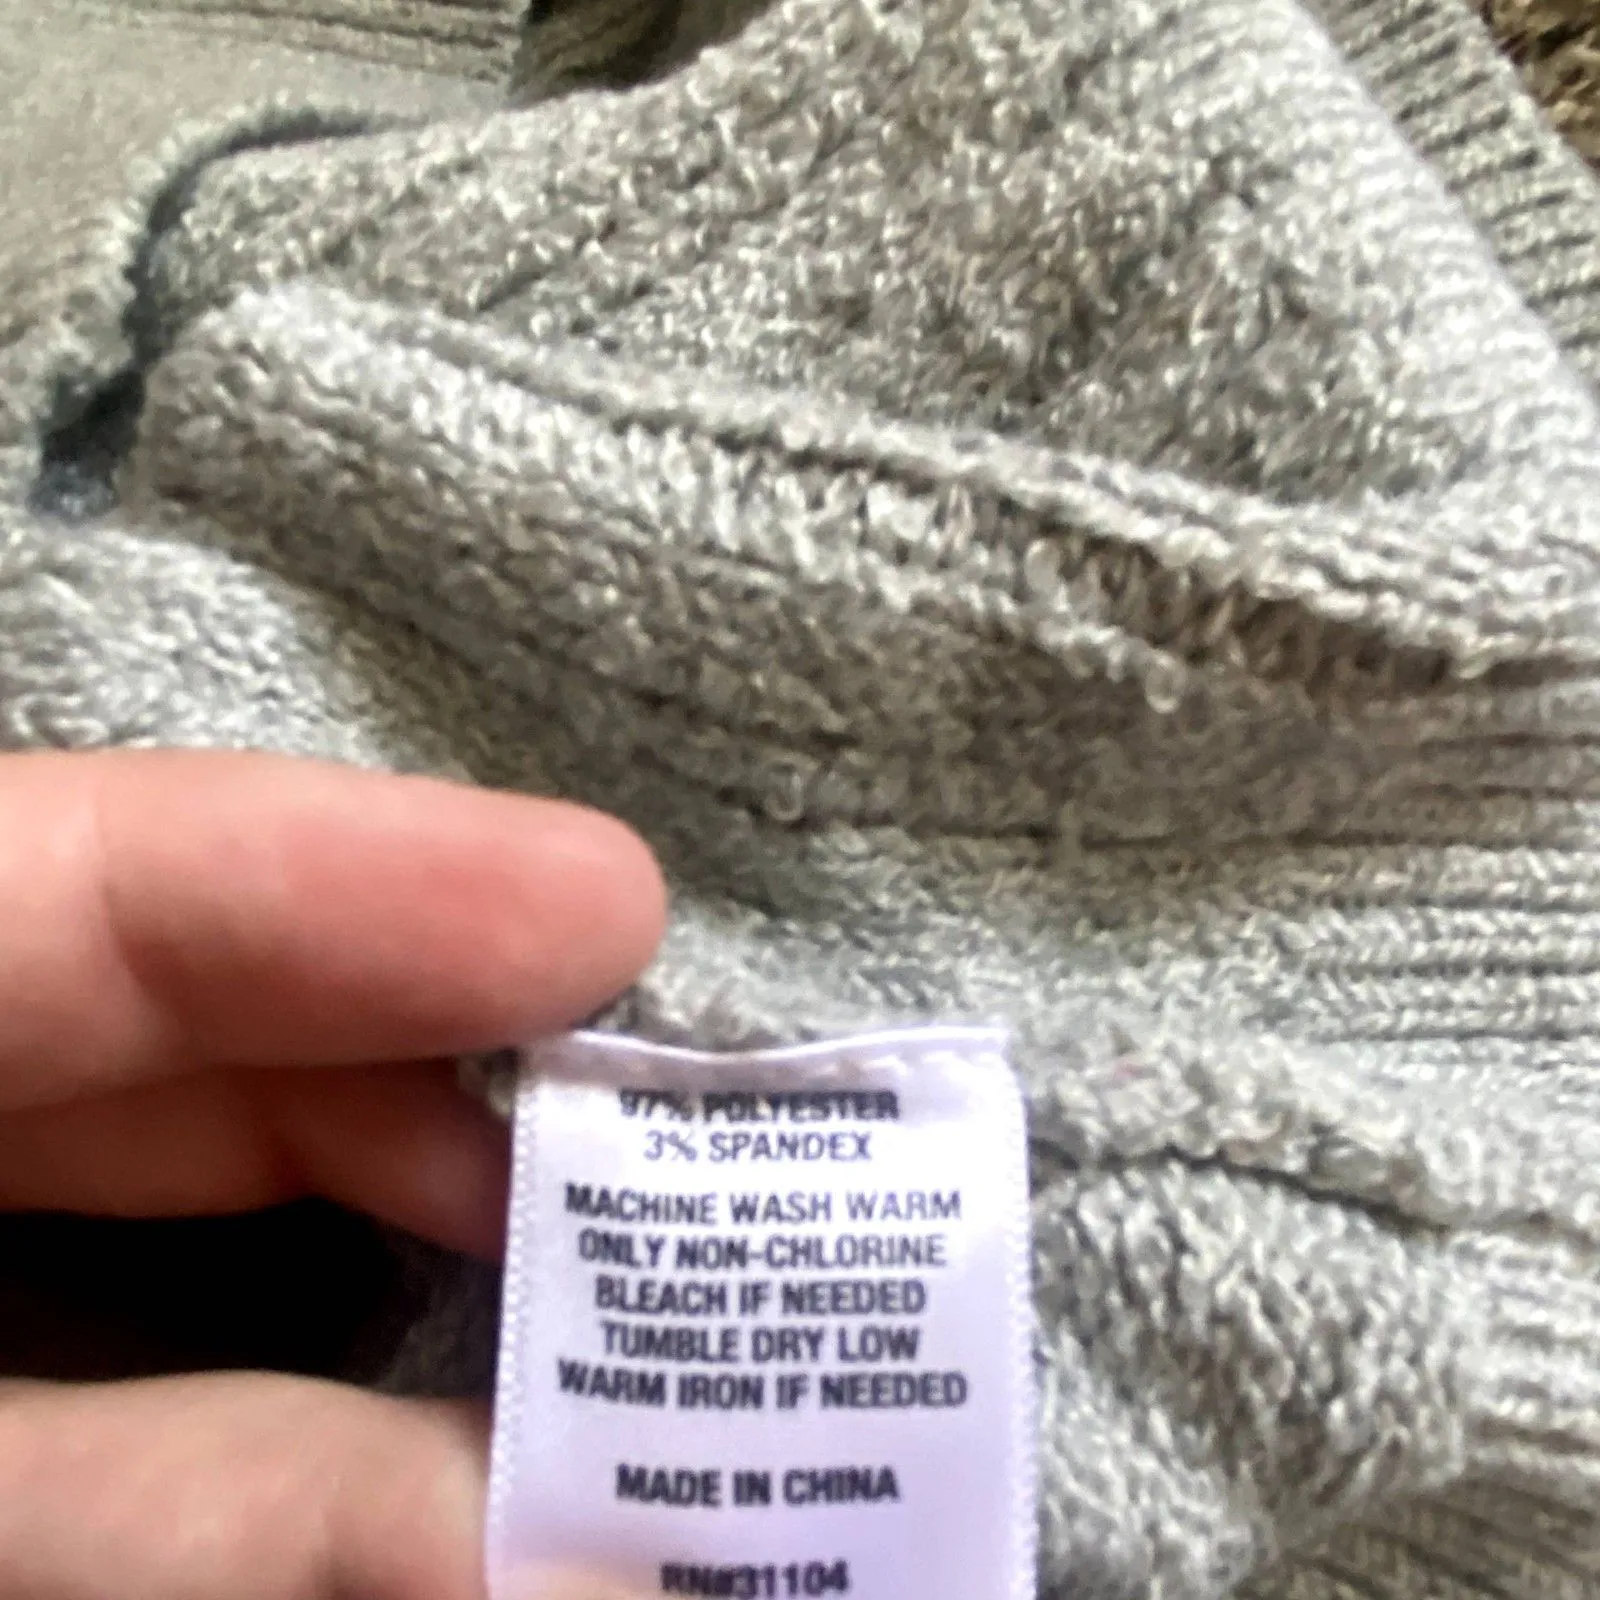 97% POLYESTER
3% SPANDEX
MACHINE WASH WARM
ONLY NON-CHLORINE
BLEACH IF NEEDED
TUMBLE DRY LOW
WARM IRON IF NEEDED
MADE IN CHINA
RN#31104